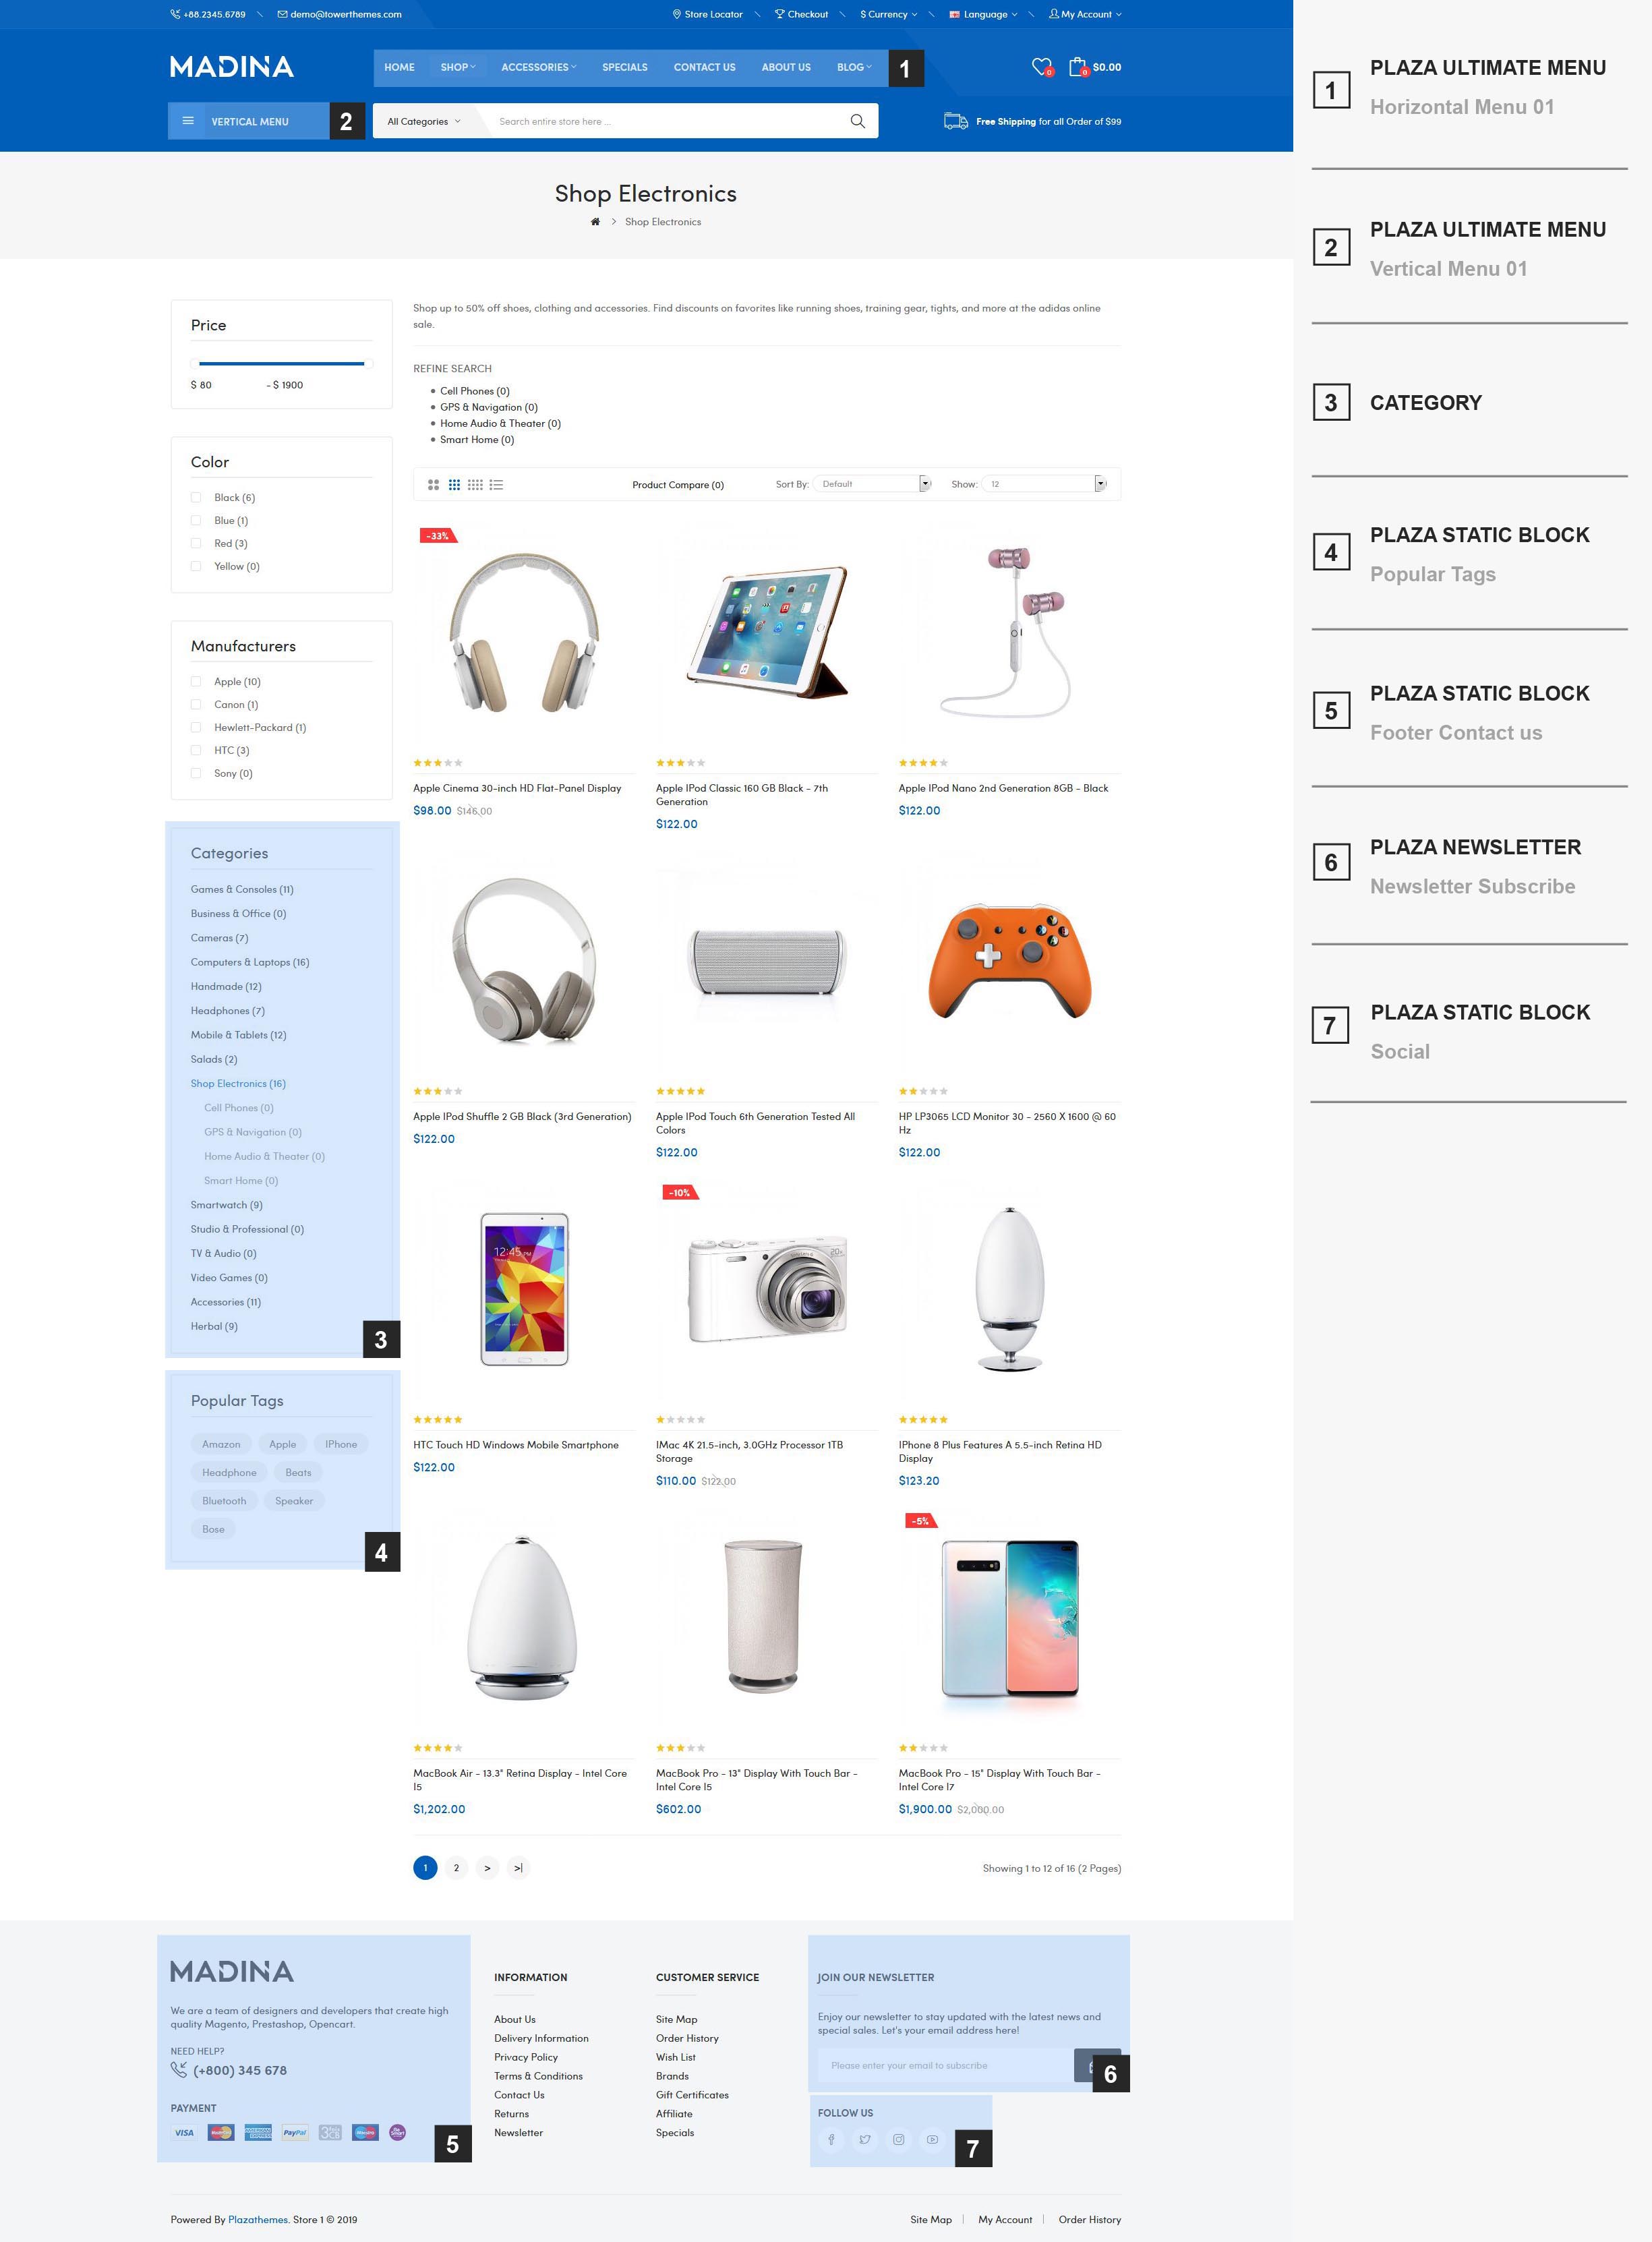 +88.2345.6789
demo@towerthemes.com
Store Locator
Checkout
$ Currency
Language
My Account
MADINA
HOME
SHOP
ACCESSORIES
SPECIALS
CONTACT US
ABOUT US
BLOG
1
0
0
$0.00
VERTICAL MENU
2
All Categories
Search entire store here ...
Free Shipping for all Order of $99
Shop Electronics
Shop Electronics
Price
$ 80
- $ 1900
Color
Black (6)
Blue (1)
Red (3)
Yellow (0)
Manufacturers
Apple (10)
Canon (1)
Hewlett-Packard (1)
HTC (3)
Sony (0)
Categories
Games & Consoles (11)
Business & Office (0)
Cameras (7)
Computers & Laptops (16)
Handmade (12)
Headphones (7)
Mobile & Tablets (12)
Salads (2)
Shop Electronics (16)
Cell Phones (0)
GPS & Navigation (0)
Home Audio & Theater (0)
Smart Home (0)
Smartwatch (9)
Studio & Professional (0)
TV & Audio (0)
Video Games (0)
Accessories (11)
Herbal (9)
3
Popular Tags
Amazon
Apple
IPhone
Headphone
Beats
Bluetooth
Speaker
Bose
4
Shop up to 50% off shoes, clothing and accessories. Find discounts on favorites like running shoes, training gear, tights, and more at the adidas online
sale.
REFINE SEARCH
Cell Phones (0)
GPS & Navigation (0)
Home Audio & Theater (0)
Smart Home (0)
Product Compare (0)
Sort By:
Default
Show:
12
-33%
Apple Cinema 30-inch HD Flat-Panel Display
$98.00 $146.00
Apple IPod Classic 160 GB Black - 7th
Generation
$122.00
Apple IPod Nano 2nd Generation 8GB - Black
$122.00
Apple IPod Shuffle 2 GB Black (3rd Generation)
$122.00
Apple IPod Touch 6th Generation Tested All
Colors
$122.00
HP LP3065 LCD Monitor 30 - 2560 X 1600 @ 60
Hz
$122.00
12:45
HTC Touch HD Windows Mobile Smartphone
$122.00
-10%
IMac 4K 21.5-inch, 3.0GHz Processor 1TB
Storage
$110.00 $122.00
IPhone 8 Plus Features A 5.5-inch Retina HD
Display
$123.20
MacBook Air - 13.3" Retina Display - Intel Core
I5
$1,202.00
MacBook Pro - 13" Display With Touch Bar -
Intel Core I5
$602.00
-5%
MacBook Pro - 15" Display With Touch Bar -
Intel Core I7
$1,900.00 $2,000.00
1
2
>
>|
Showing 1 to 12 of 16 (2 Pages)
MADINA
We are a team of designers and developers that create high
quality Magento, Prestashop, Opencart.
NEED HELP?
(+800) 345 678
PAYMENT
VISA
PayPal
5
INFORMATION
About Us
Delivery Information
Privacy Policy
Terms & Conditions
Contact Us
Returns
Newsletter
CUSTOMER SERVICE
Site Map
Order History
Wish List
Brands
Gift Certificates
Affiliate
Specials
JOIN OUR NEWSLETTER
Enjoy our newsletter to stay updated with the latest news and
special sales. Let's your email address here!
Please enter your email to subscribe
6
FOLLOW US
7
Powered By Plazathemes. Store 1 © 2019
Site Map
My Account
Order History
1
PLAZA ULTIMATE MENU
Horizontal Menu 01
2
PLAZA ULTIMATE MENU
Vertical Menu 01
3
CATEGORY
4
PLAZA STATIC BLOCK
Popular Tags
5
PLAZA STATIC BLOCK
Footer Contact us
6
PLAZA NEWSLETTER
Newsletter Subscribe
7
PLAZA STATIC BLOCK
Social